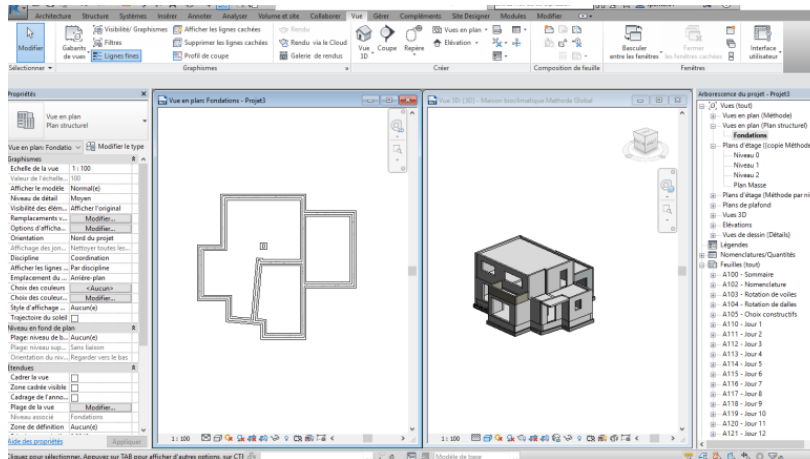 Architecture Structure Systèmes Insérer Annoter Analyser Volume et site Collaborer Vue Gérer Compléments Site Designer Modules Modifier
Modifier
Gabarits de vues
Visibilité/ Graphismes
Filtres
Lignes fines
Afficher les lignes cachées
Supprimer les lignes cachées
Profil de coupe
Rendu
Rendu via le Cloud
Galerie de rendus
Vue 3D
Coupe
Repère
Vues en plan
Elévation
Basculer entre les fenêtres
Fermer les fenêtres cachées
Interface utilisateur
Sélectionner
Graphismes
Créer
Composition de feuille
Fenêtres
Propriétés
Vue en plan
Plan structurel
Vue en plan: Fondatio
Modifier le type
Graphismes
Echelle de la vue 1 : 100
Valeur de l'échelle... 100
Afficher le modèle Normal(e)
Niveau de détail Moyen
Visibilité des élém... Afficher l'original
Remplacements v... Modifier...
Options d'afficha... Modifier...
Orientation Nord du projet
Affichage des jon... Nettoyer toutes les...
Discipline Coordination
Afficher les lignes ... Par discipline
Emplacement du ... Arrière-plan
Choix des couleurs <Aucun>
Choix des couleur... Modifier...
Style d'affichage ... Aucun(e)
Trajectoire du soleil
Niveau en fond de plan
Plage: niveau de b... Aucun(e)
Plage: niveau sup... Sans liaison
Orientation du niv... Regarder vers le bas
Etendues
Cadrer la vue
Zone cadrée visible
Cadrage de l'anno...
Plage de la vue Modifier...
Niveau associé Fondations
Zone de définition Aucun(e)
Aide des propriétés
Appliquer
Vue en plan: Fondations - Projet3
1 : 100
Vue 3D: {3D} - Maison bioclimatique Methode Global
1 : 100
Arborescence du projet - Projet3
Vues (tout)
Vues en plan (Méthode)
Vues en plan (Plan structurel)
Fondations
Plans d'étage ((copie Méthode
Niveau 0
Niveau 1
Niveau 2
Plan Masse
Plans d'étage (Méthode par ni
Plans de plafond
Vues 3D
Elévations
Vues de dessin (Détails)
Légendes
Nomenclatures/Quantités
Feuilles (tout)
A100 - Sommaire
A102 - Nomenclature
A103 - Rotation de voiles
A104 - Rotation de dalles
A105 - Choix constructifs
A110 - Jour 1
A111 - Jour 2
A112 - Jour 3
A113 - Jour 4
A114 - Jour 5
A115 - Jour 6
A116 - Jour 7
A117 - Jour 8
A118 - Jour 9
A119 - Jour 10
A120 - Jour 11
A121 - Jour 12
Cliquez pour sélectionner, Appuyez sur TAB pour afficher d'autres options, sur CTI
Modèle de base